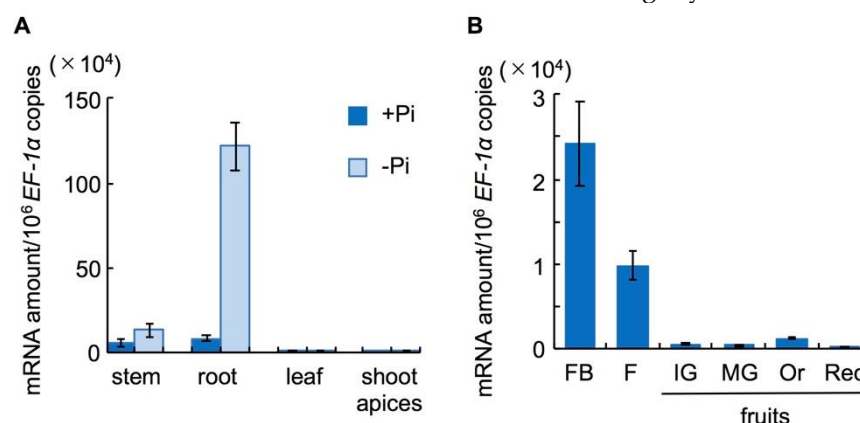 A
mRNA amount/10⁶ EF-1α copies
(×10⁴)
150
100
50
0
+Pi
-Pi
stem root leaf shoot
apices
B
mRNA amount/10⁶ EF-1α copies
(×10⁴)
3
2
1
0
FB F IG MG Or Red
fruits